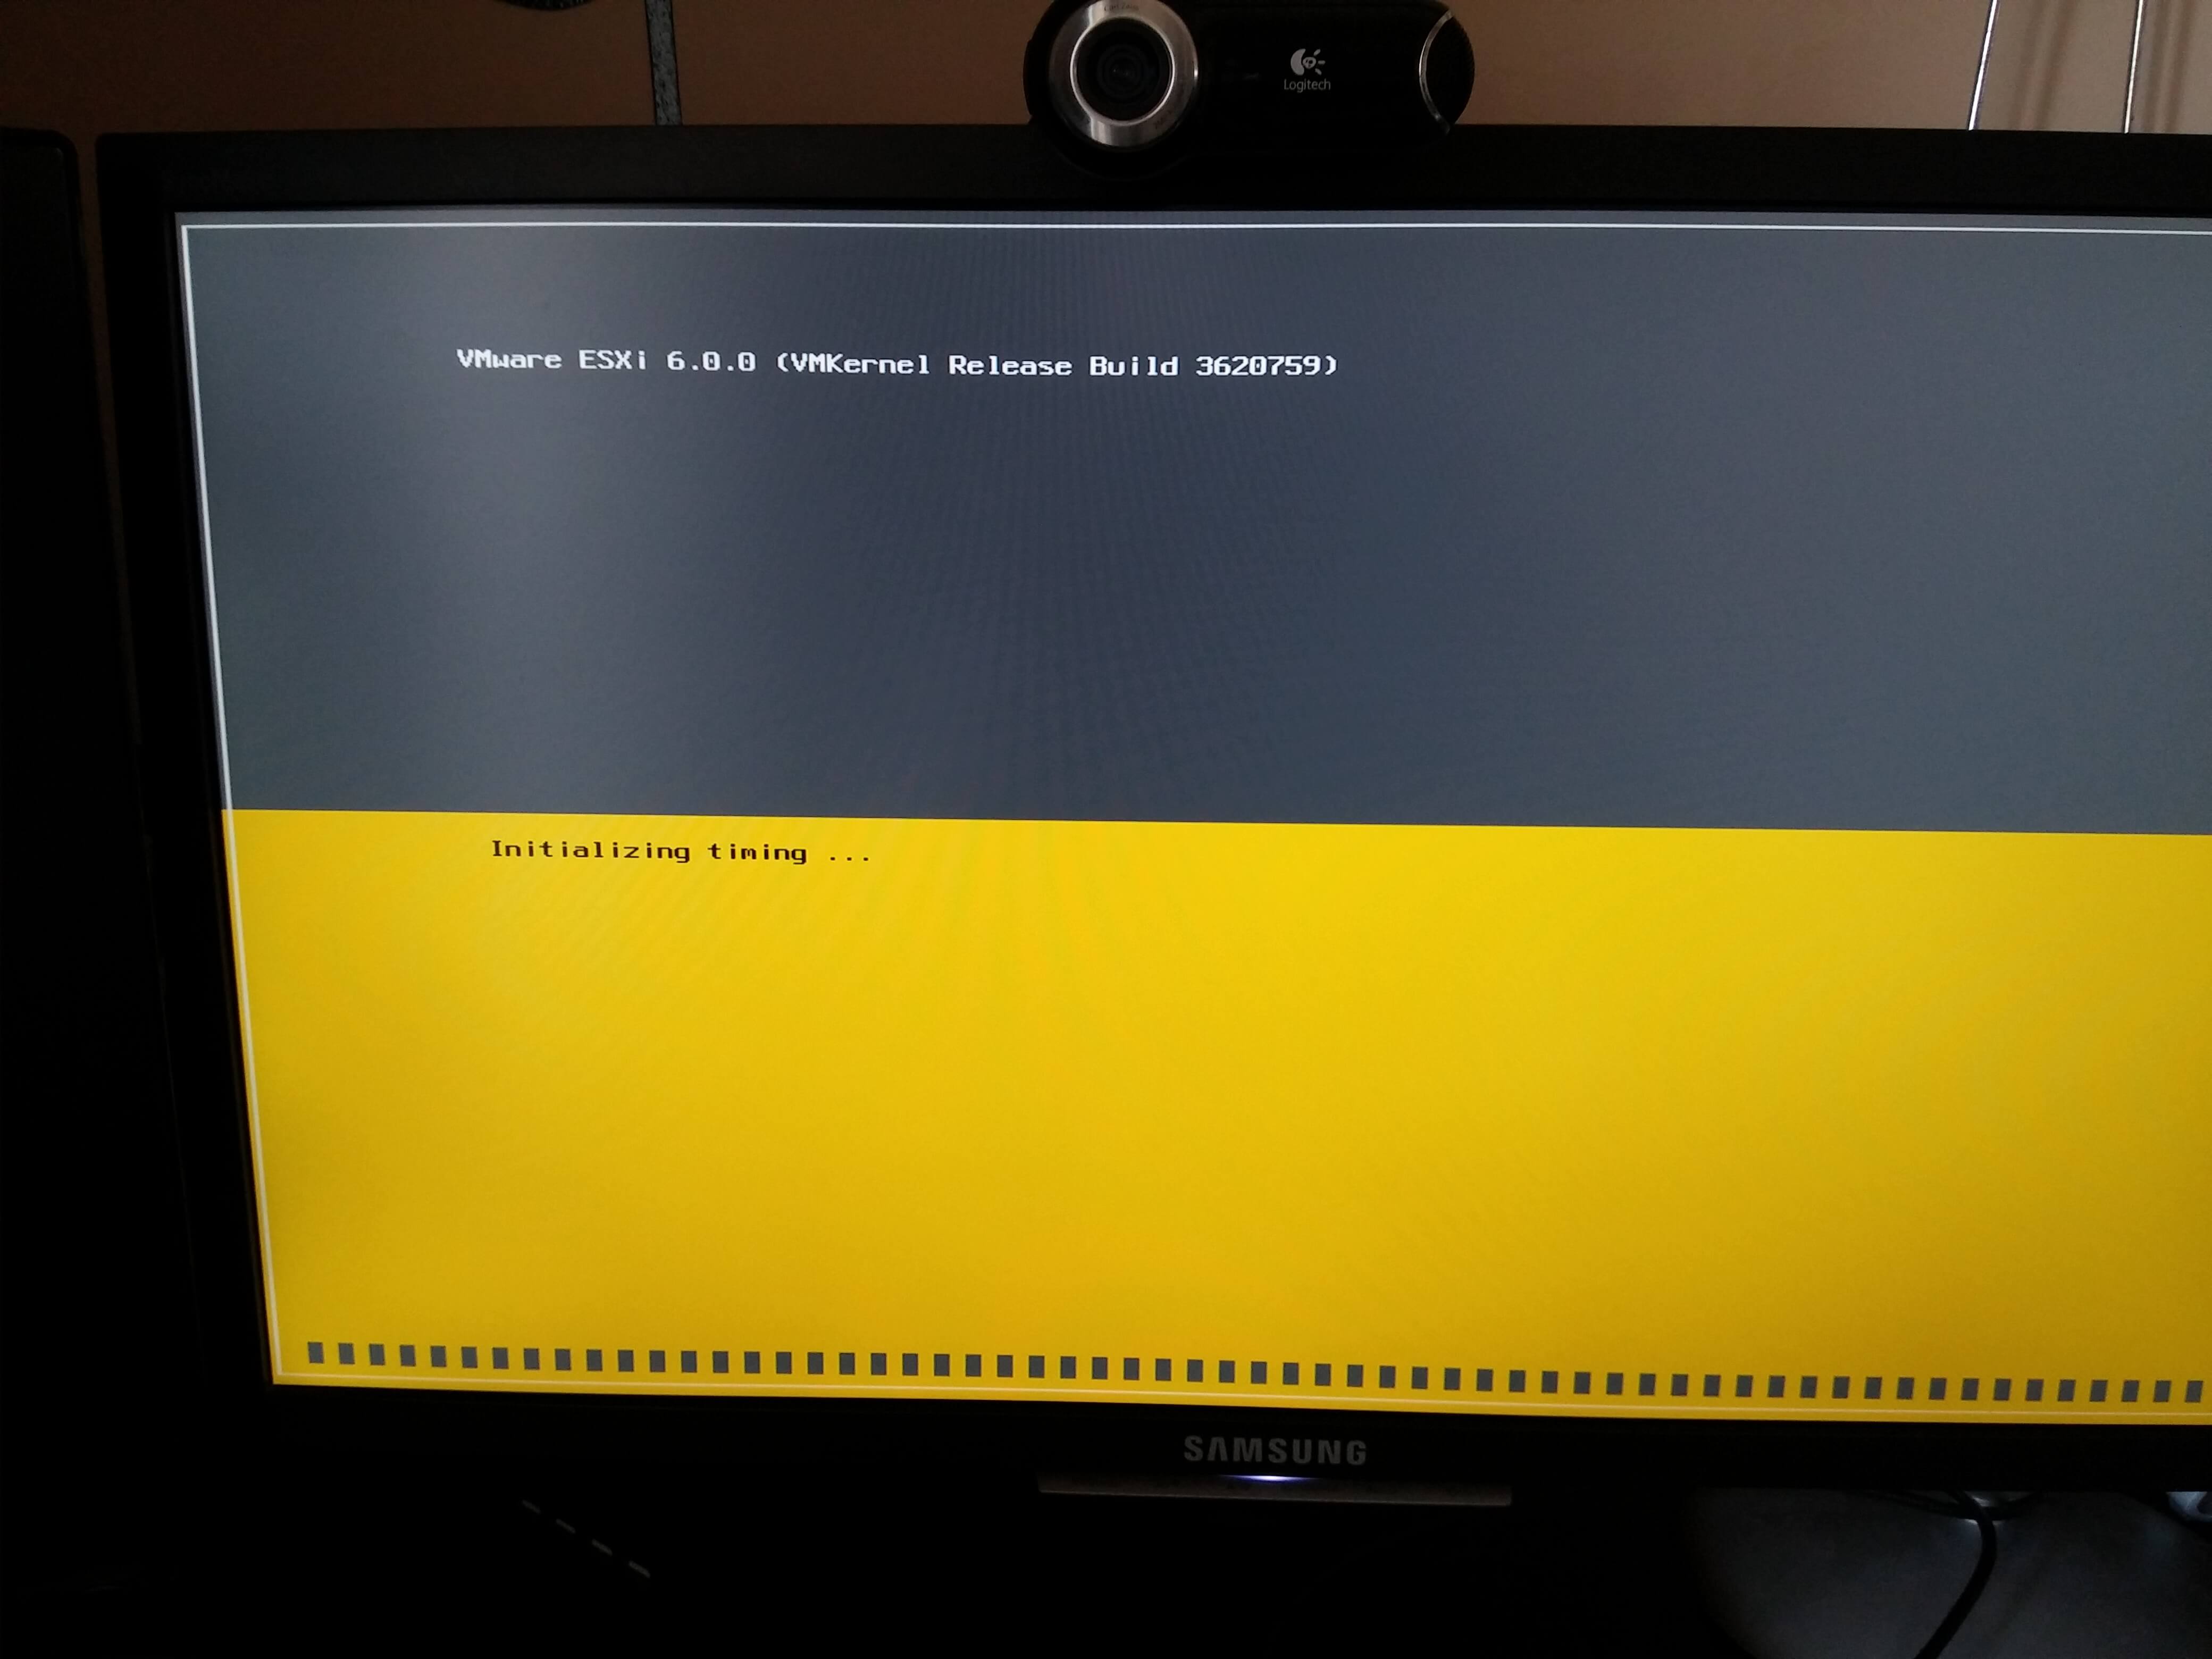 Logitech
VMware ESXi 6.0.0 (VMKernel Release Build 3620759)
Initializing timing ...
SAMSUNG